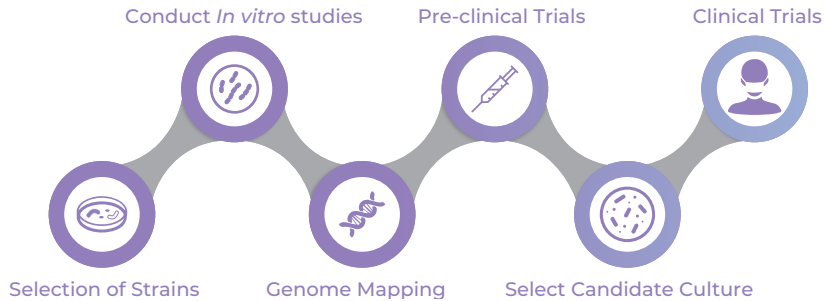 Conduct In vitro studies
Pre-clinical Trials
Clinical Trials
Selection of Strains
Genome Mapping
Select Candidate Culture